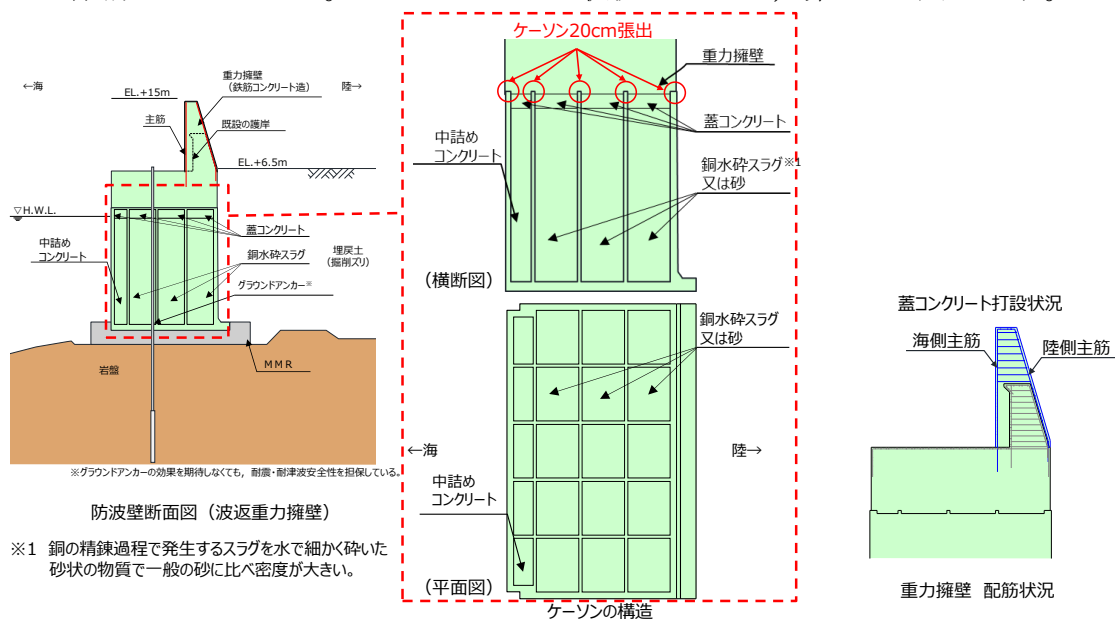 ←海
陸→
EL.+15m
重力擁壁
（鉄筋コンクリート造）
主筋
既設の護岸
EL.+6.5m
▽H.W.L.
蓋コンクリート
中詰め
コンクリート
銅水砕スラグ
埋戻土
（掘削ズリ）
グラウンドアンカー※
MMR
岩盤
※グラウンドアンカーの効果を期待しなくても，耐震・耐津波安全性を担保している。
防波壁断面図（波返重力擁壁）
※1 銅の精錬過程で発生するスラグを水で細かく砕いた
砂状の物質で一般の砂に比べ密度が大きい。
ケーソン20cm張出
重力擁壁
蓋コンクリート
中詰め
コンクリート
銅水砕スラグ※1
又は砂
（横断図）
銅水砕スラグ
又は砂
←海
陸→
中詰め
コンクリート
（平面図）
ケーソンの構造
蓋コンクリート打設状況
海側主筋
陸側主筋
重力擁壁 配筋状況